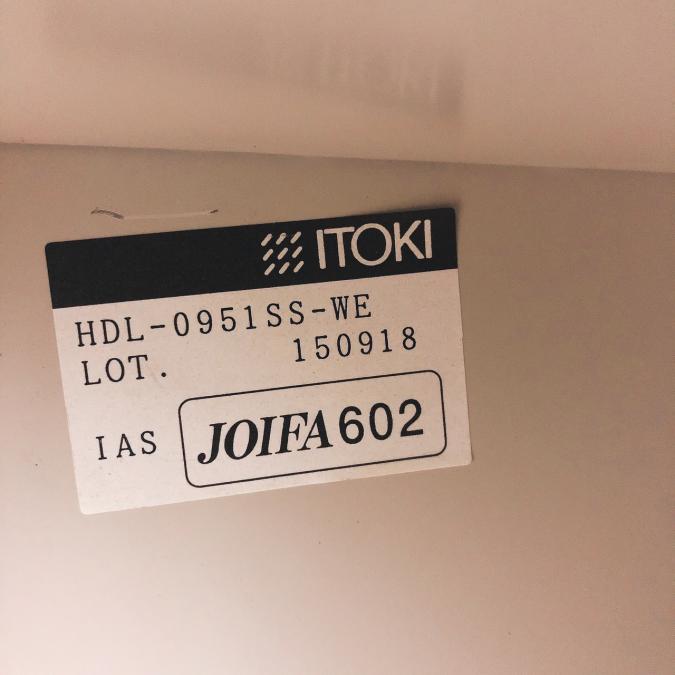 ITOKI
HDL-0951SS-WE
LOT. 150918
IAS JOIFA602